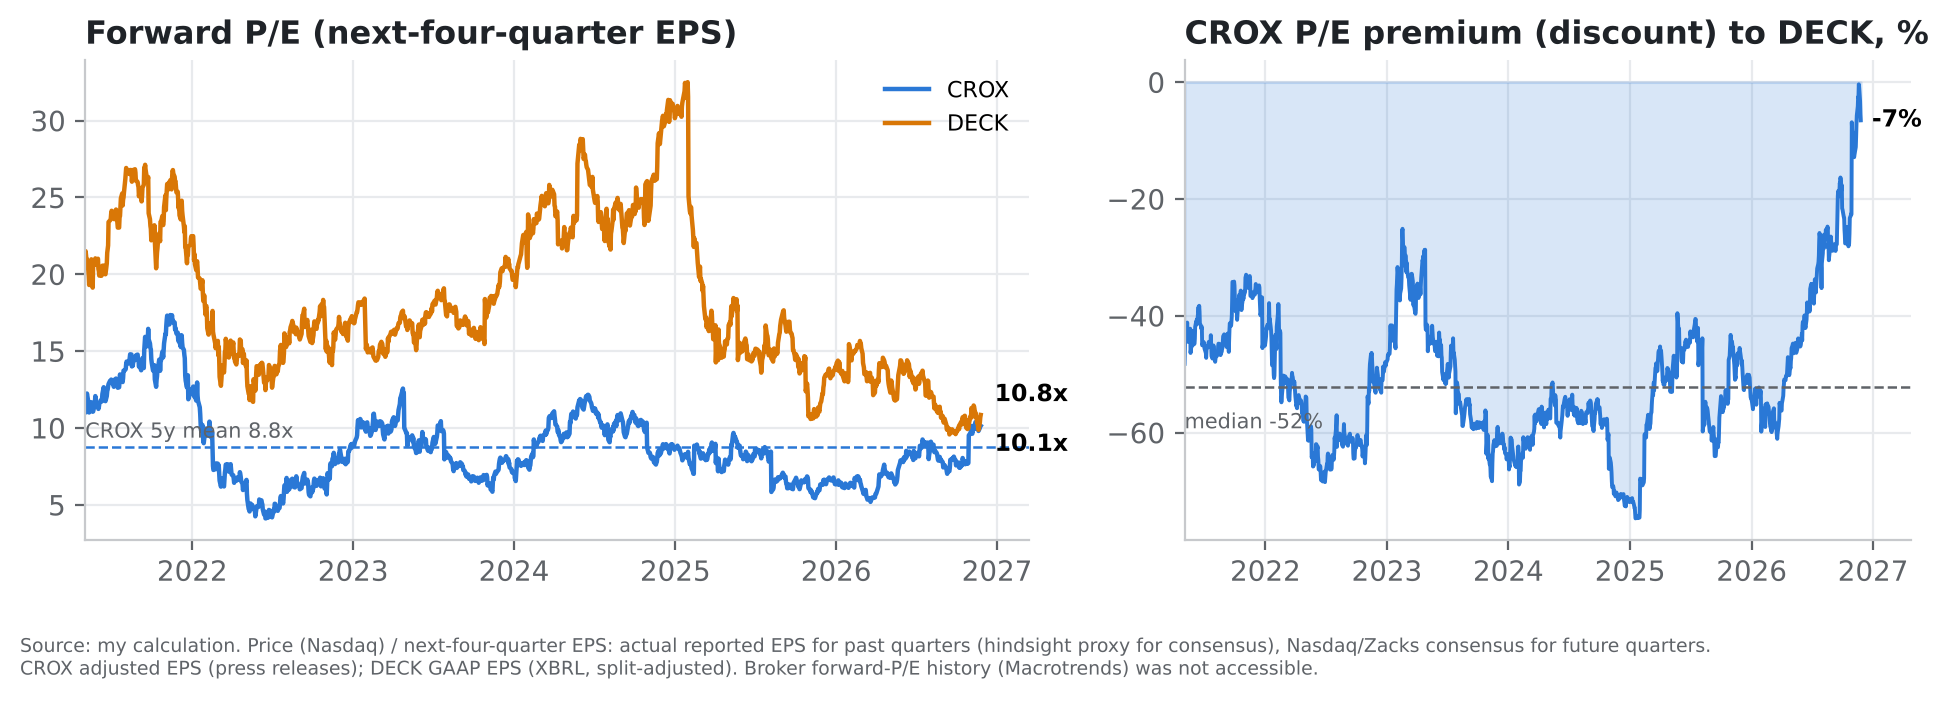 Forward P/E (next-four-quarter EPS)
CROX
DECK
30
25
20
15
10
5
10.8x
10.1x
CROX 5y mean 8.8x
2022 2023 2024 2025 2026 2027
CROX P/E premium (discount) to DECK, %
0
−20
−40
−60
-7%
median -52%
2022 2023 2024 2025 2026 2027
Source: my calculation. Price (Nasdaq) / next-four-quarter EPS: actual reported EPS for past quarters (hindsight proxy for consensus), Nasdaq/Zacks consensus for future quarters.
CROX adjusted EPS (press releases); DECK GAAP EPS (XBRL, split-adjusted). Broker forward-P/E history (Macrotrends) was not accessible.